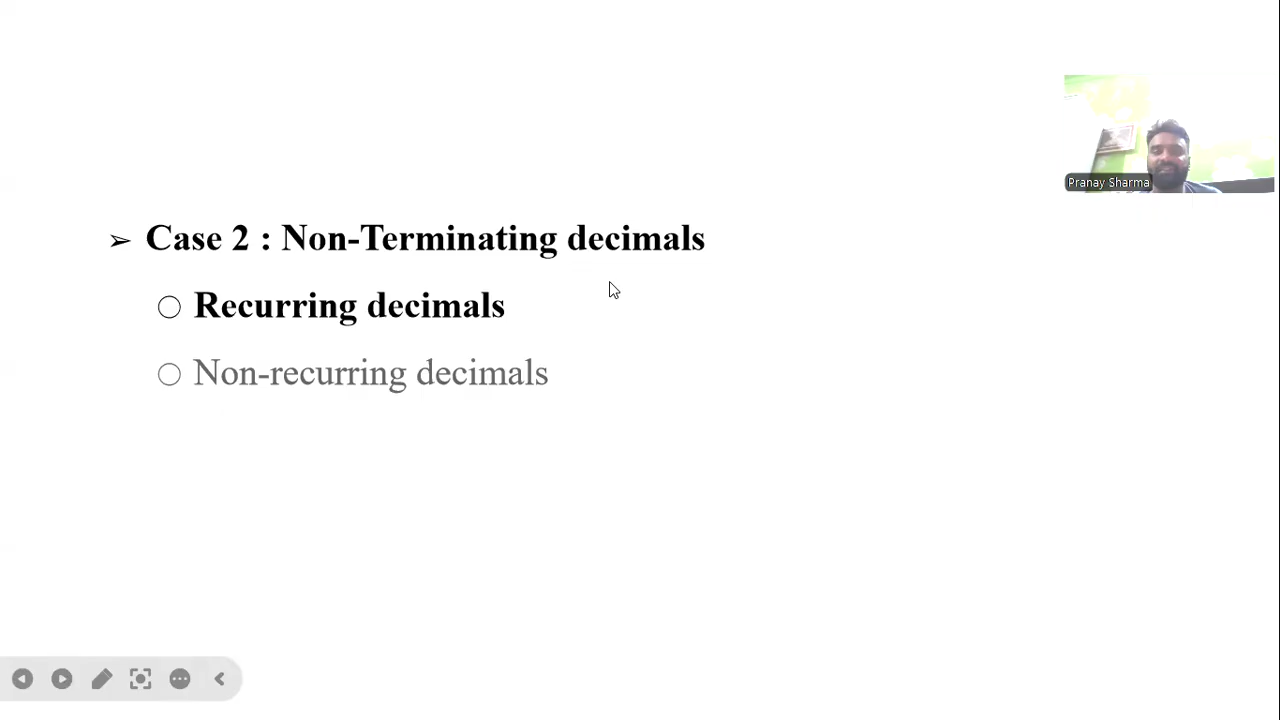 Pranay Sharma
➢ Case 2 : Non-Terminating decimals
○ Recurring decimals
○ Non-recurring decimals